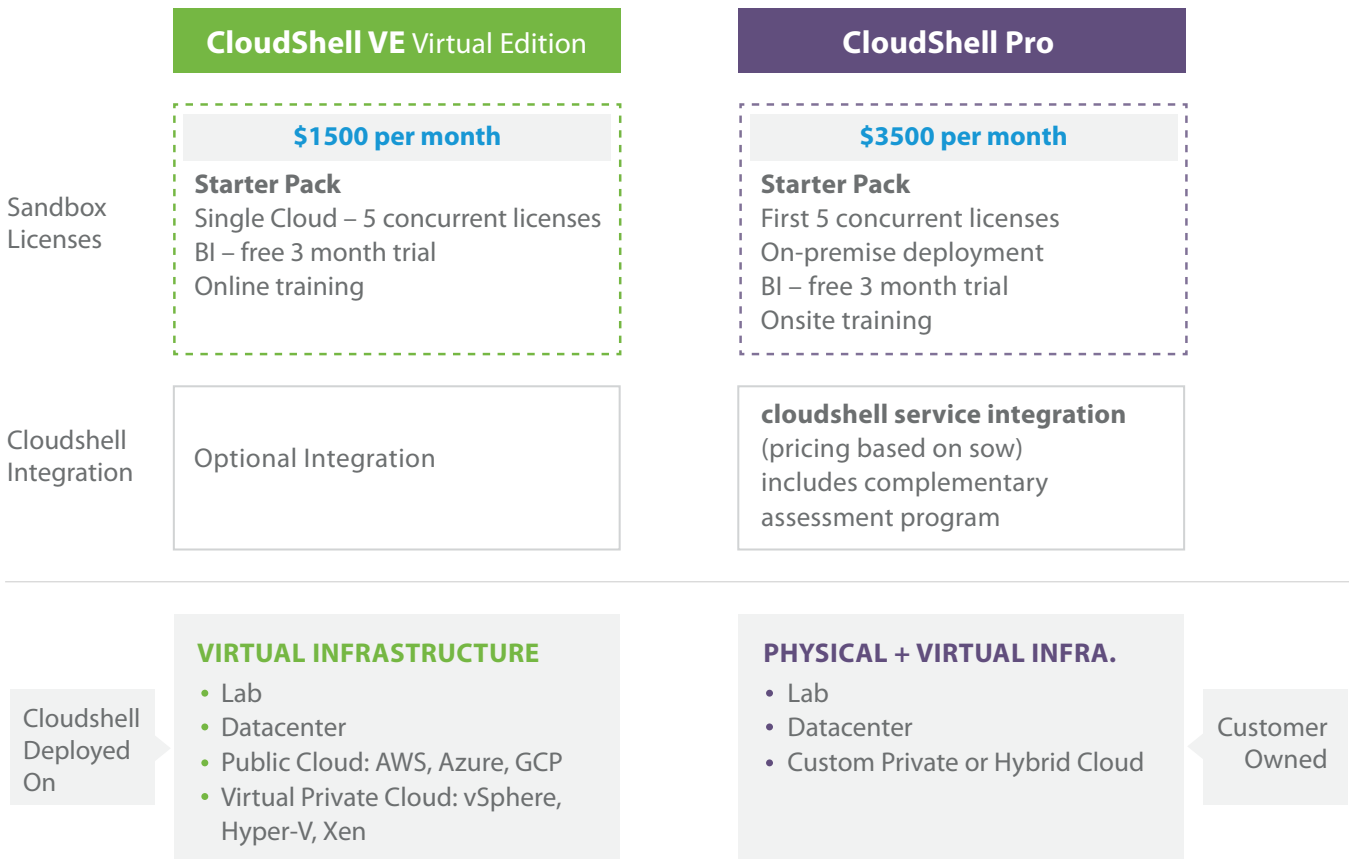 CloudShell VE Virtual Edition
CloudShell Pro
Sandbox
Licenses
$1500 per month
Starter Pack
Single Cloud – 5 concurrent licenses
BI – free 3 month trial
Online training
$3500 per month
Starter Pack
First 5 concurrent licenses
On-premise deployment
BI – free 3 month trial
Onsite training
Cloudshell
Integration
Optional Integration
cloudshell service integration
(pricing based on sow)
includes complementary
assessment program
Cloudshell
Deployed
On
VIRTUAL INFRASTRUCTURE
• Lab
• Datacenter
• Public Cloud: AWS, Azure, GCP
• Virtual Private Cloud: vSphere,
Hyper-V, Xen
PHYSICAL + VIRTUAL INFRA.
• Lab
• Datacenter
• Custom Private or Hybrid Cloud
Customer
Owned